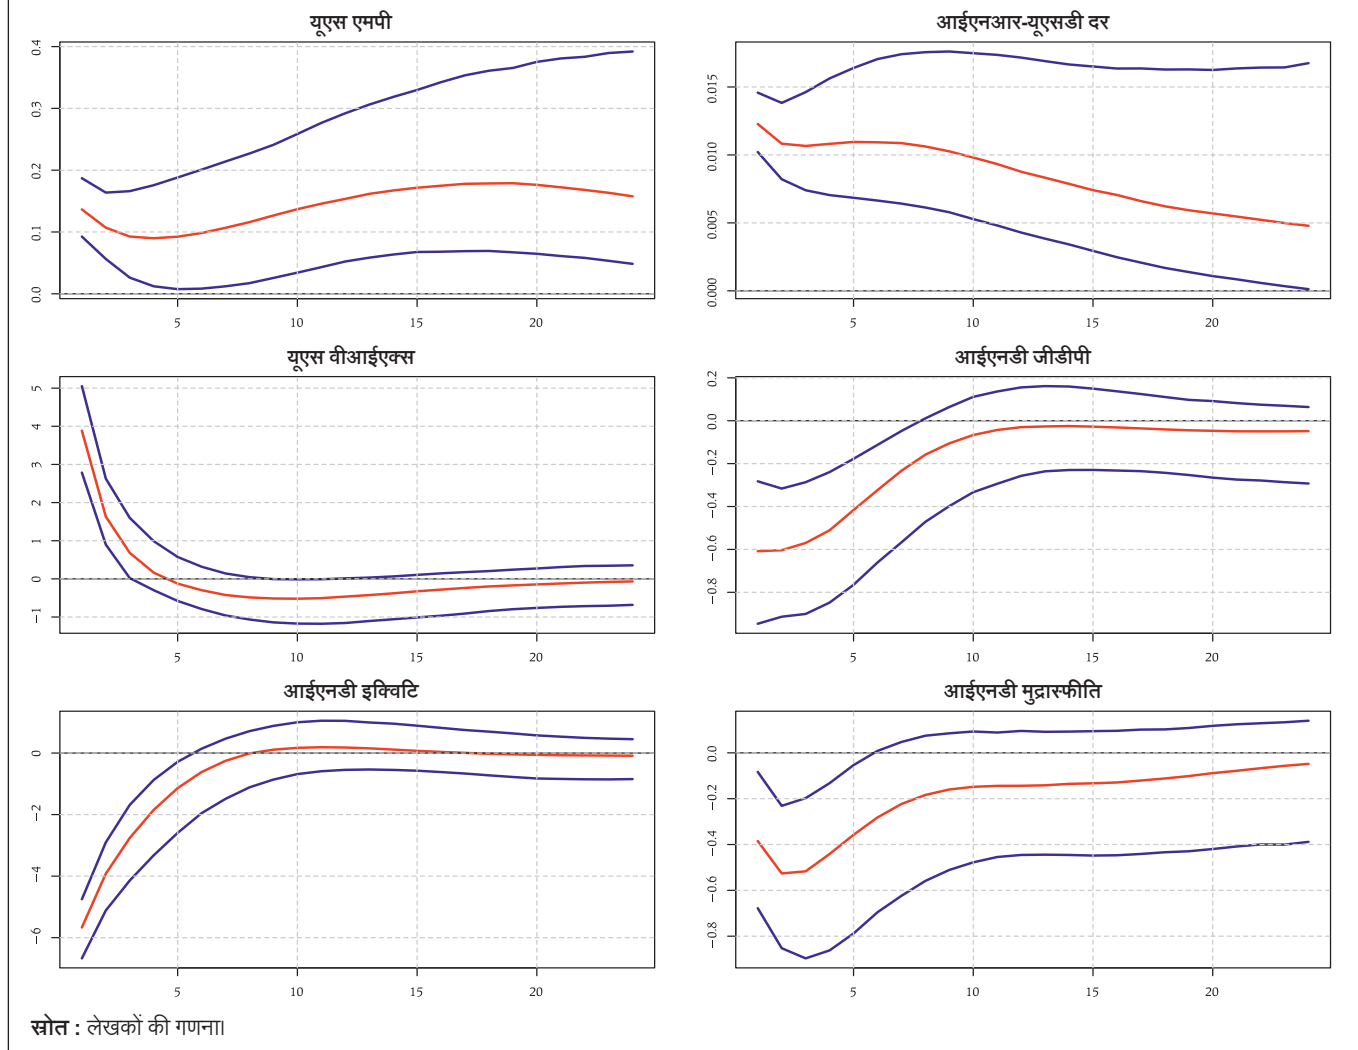 यूएस एमपी
0.4
0.3
0.2
0.1
0.0
5 10 15 20
आईएनआर-यूएसडी दर
0.015
0.010
0.005
0.000
5 10 15 20
यूएस वीआईएक्स
5
4
3
2
1
0
−1
5 10 15 20
आईएनडी जीडीपी
0.2
0.0
−0.2
−0.4
−0.6
−0.8
5 10 15 20
आईएनडी इक्विटि
0
−2
−4
−6
5 10 15 20
आईएनडी मुद्रास्फीति
0.0
−0.2
−0.4
−0.6
−0.8
5 10 15 20
स्रोत : लेखकों की गणना।